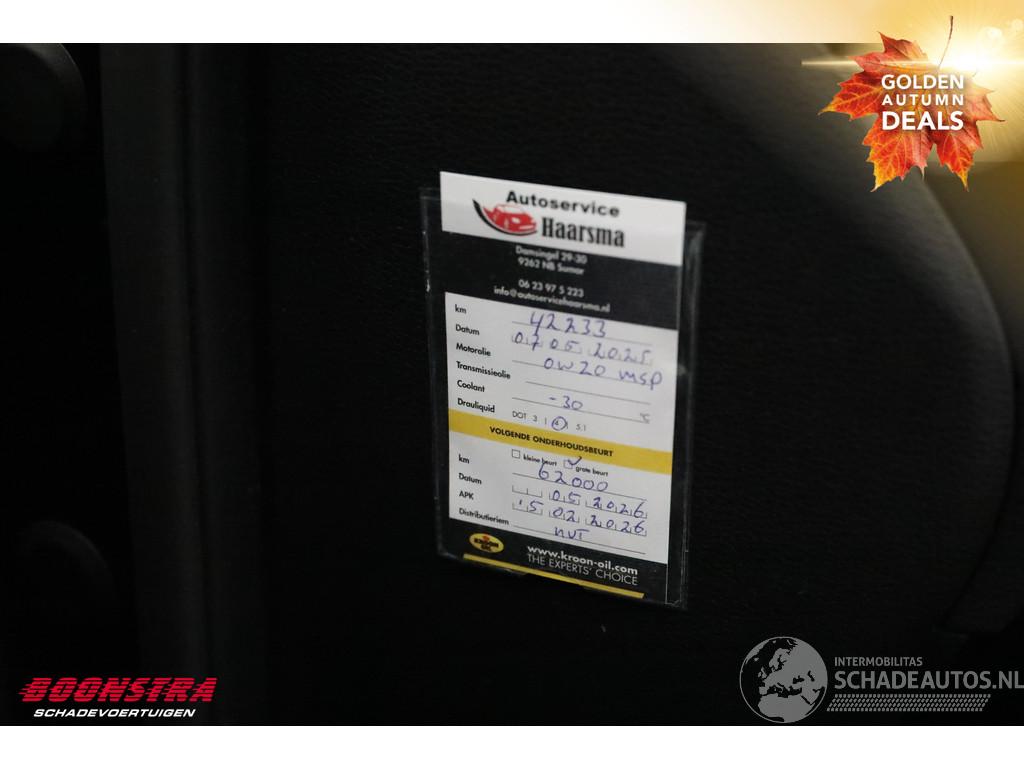 GOLDEN
AUTUMN
DEALS
Autoservice
Haarsma
Damsingel 29-30
9262 NB Sumar
06 23 97 5 223
info@autoservicehaarsma.nl
km 42233
Datum 07 05 2025
Motorolie 0W20 MSP
Transmissieolie
Coolant -30 °C
Drauliquid DOT 3 | 4 | 5.1
VOLGENDE ONDERHOUDSBEURT
kleine beurt grote beurt
km 62000
Datum 05 2026
APK 15 02 2026
Distributieriem NVT
KROON OIL
www.kroon-oil.com
THE EXPERTS' CHOICE
BOONSTRA
SCHADEVOERTUIGEN
INTERMOBILITAS
SCHADEAUTOS.NL